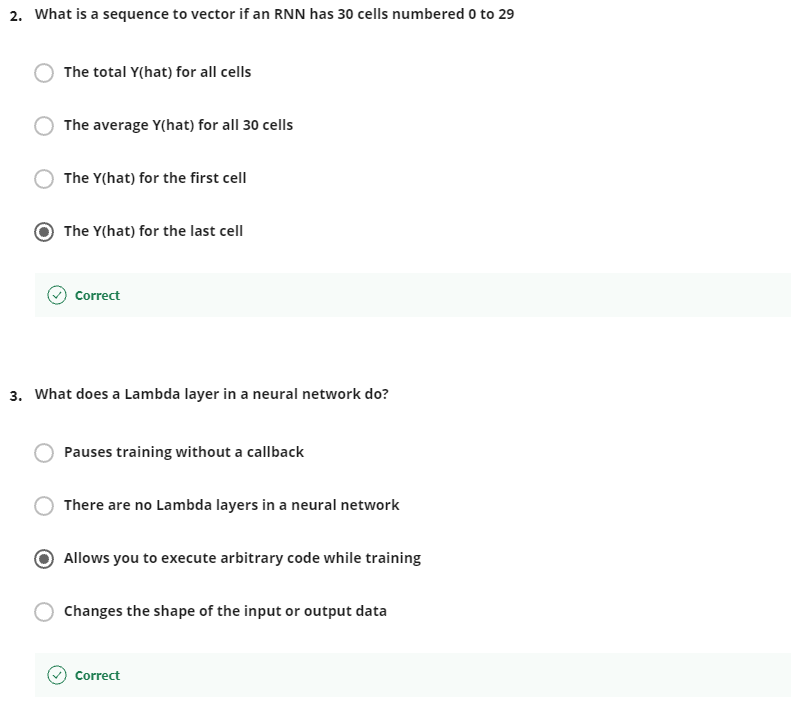 2. What is a sequence to vector if an RNN has 30 cells numbered 0 to 29
The total Y(hat) for all cells
The average Y(hat) for all 30 cells
The Y(hat) for the first cell
The Y(hat) for the last cell
Correct
3. What does a Lambda layer in a neural network do?
Pauses training without a callback
There are no Lambda layers in a neural network
Allows you to execute arbitrary code while training
Changes the shape of the input or output data
Correct